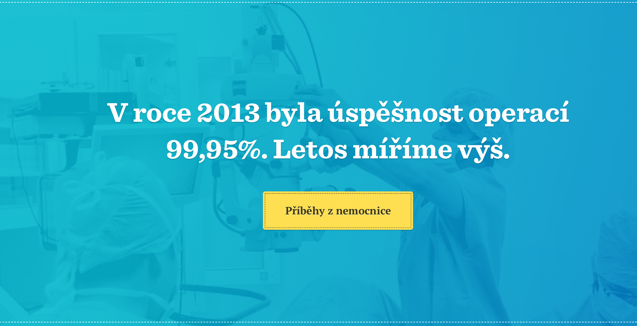 V roce 2013 byla úspěšnost operací
99,95%. Letos míříme výš.
Příběhy z nemocnice